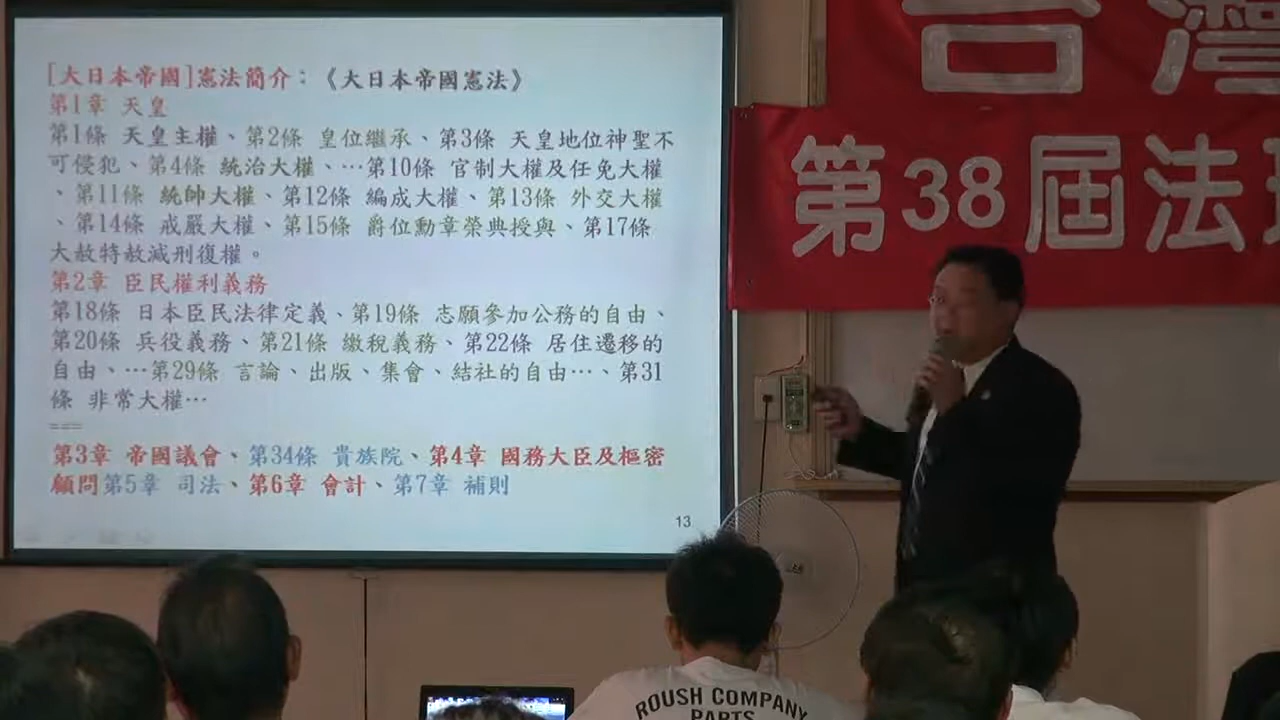 [大日本帝國]憲法簡介：《大日本帝國憲法》
第1章 天皇
第1條 天皇主權、第2條 皇位繼承、第3條 天皇地位神聖不
可侵犯、第4條 統治大權、…第10條 官制大權及任免大權
、第11條 統帥大權、第12條 編成大權、第13條 外交大權
、第14條 戒嚴大權、第15條 爵位勳章榮典授與、第17條
大赦特赦減刑復權。
第2章 臣民權利義務
第18條 日本臣民法律定義、第19條 志願參加公務的自由、
第20條 兵役義務、第21條 繳稅義務、第22條 居住遷移的
自由、…第29條 言論、出版、集會、結社的自由…、第31
條 非常大權…
===
第3章 帝國議會、第34條 貴族院、第4章 國務大臣及樞密
顧問第5章 司法、第6章 會計、第7章 補則
13
台灣
第38屆法
ROUSH COMPANY
PARTS